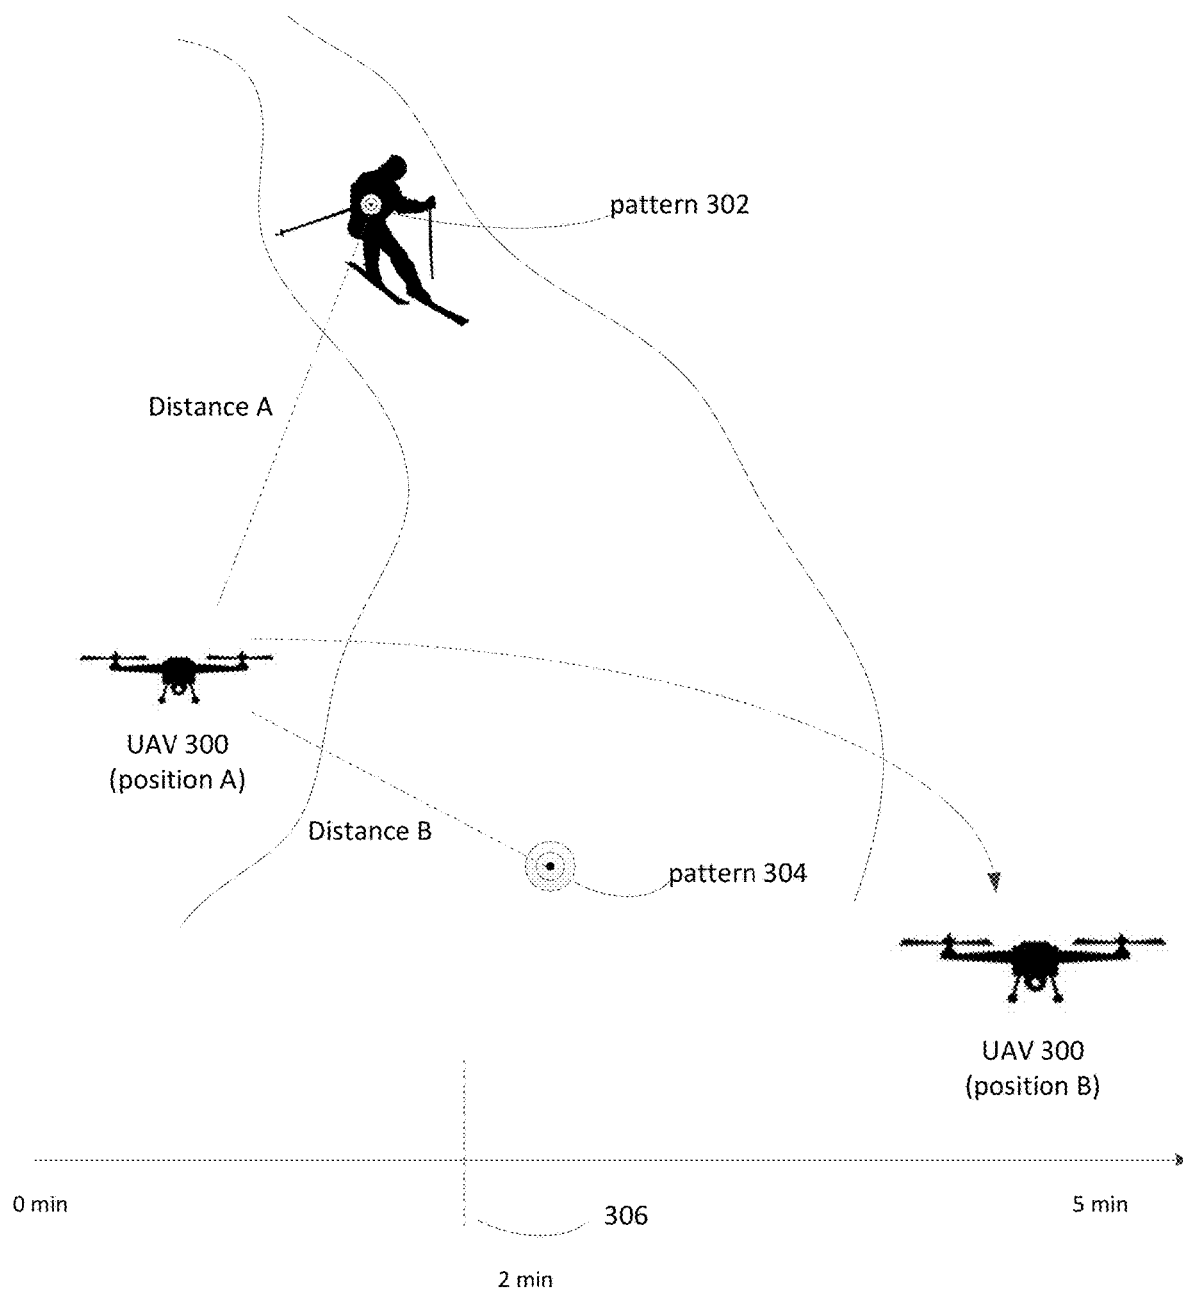 pattern 302
Distance A
UAV 300
(position A)
Distance B
pattern 304
UAV 300
(position B)
0 min
5 min
306
2 min